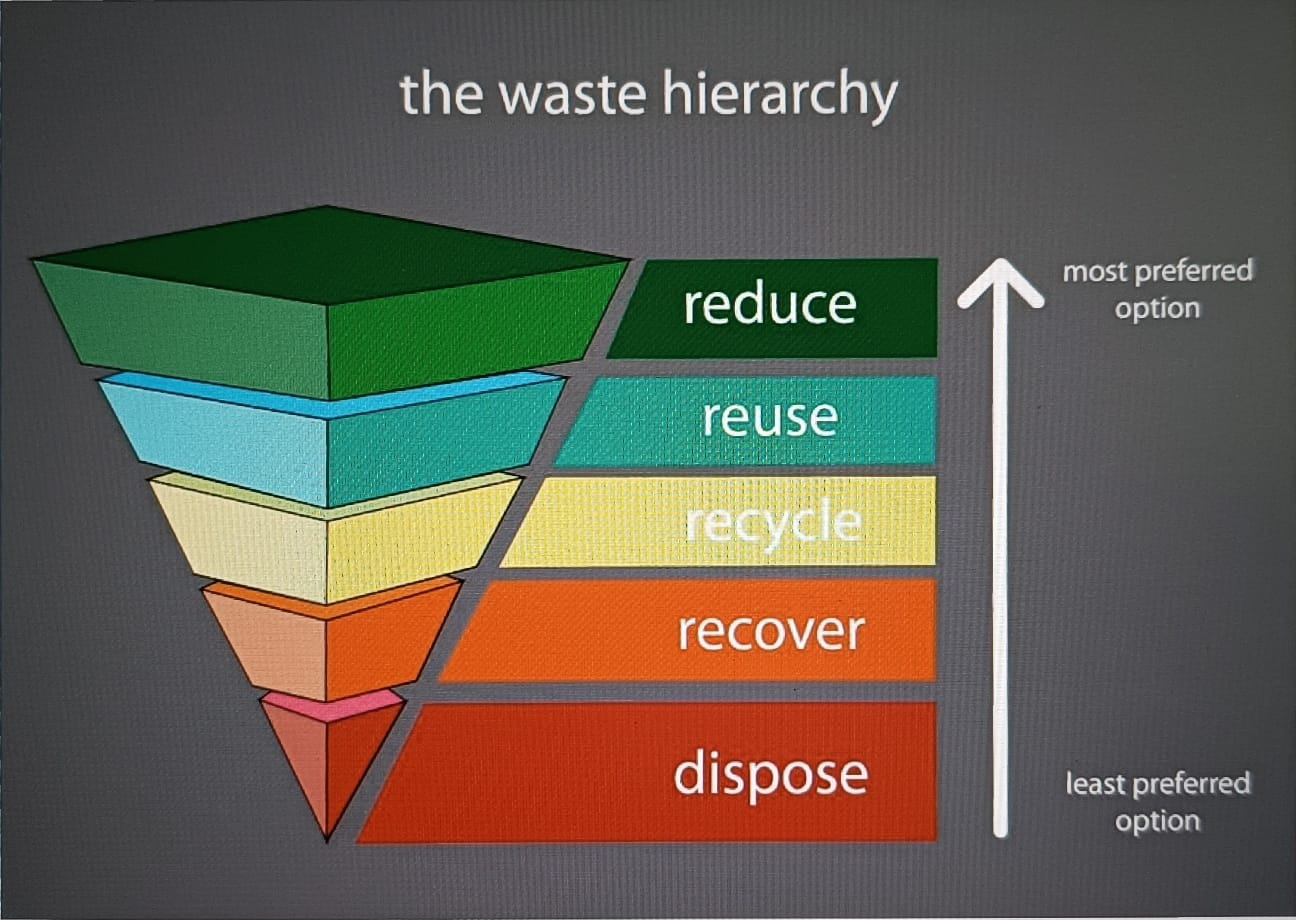 the waste hierarchy
reduce
most preferred
option
reuse
recycle
recover
dispose
least preferred
option